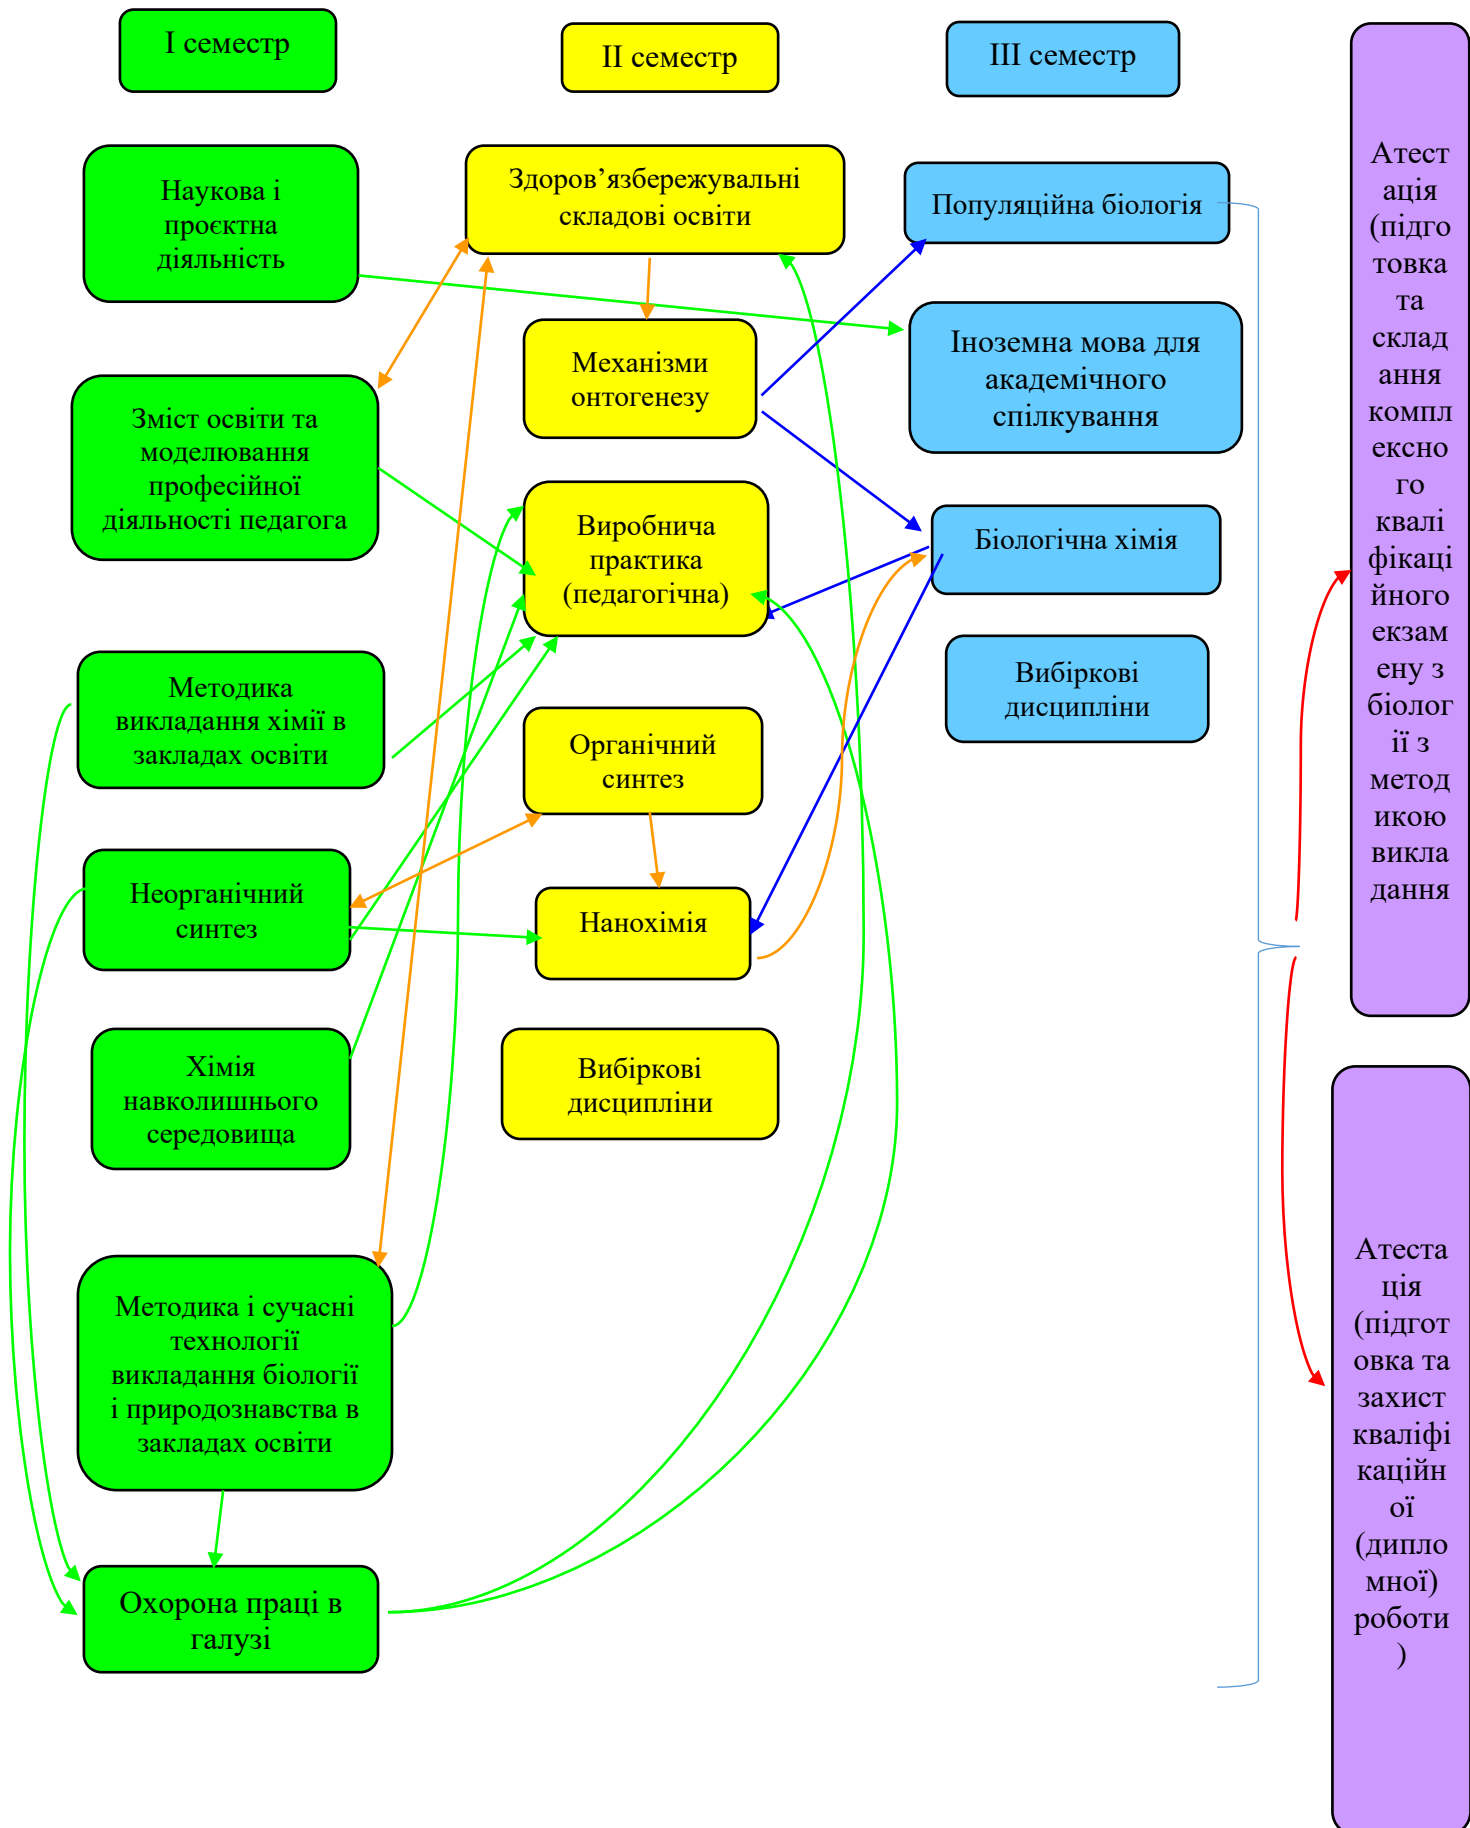 І семестр
ІІ семестр
ІІІ семестр
Наукова і
проєктна
діяльність
Зміст освіти та
моделювання
професійної
діяльності педагога
Методика
викладання хімії в
закладах освіти
Неорганічний
синтез
Хімія
навколишнього
середовища
Методика і сучасні
технології
викладання біології
і природознавства в
закладах освіти
Охорона праці в
галузі
Здоров’язбережувальні
складові освіти
Механізми
онтогенезу
Виробнича
практика
(педагогічна)
Органічний
синтез
Нанохімія
Вибіркові
дисципліни
Популяційна біологія
Іноземна мова для
академічного
спілкування
Біологічна хімія
Вибіркові
дисципліни
Атест
ація
(підго
товка
та
склад
ання
компл
ексно
го
квалі
фікаці
йного
екзам
ену з
біолог
ії з
метод
икою
викла
дання
Атеста
ція
(підгот
овка та
захист
кваліфі
каційн
ої
(дипло
мної)
роботи
)